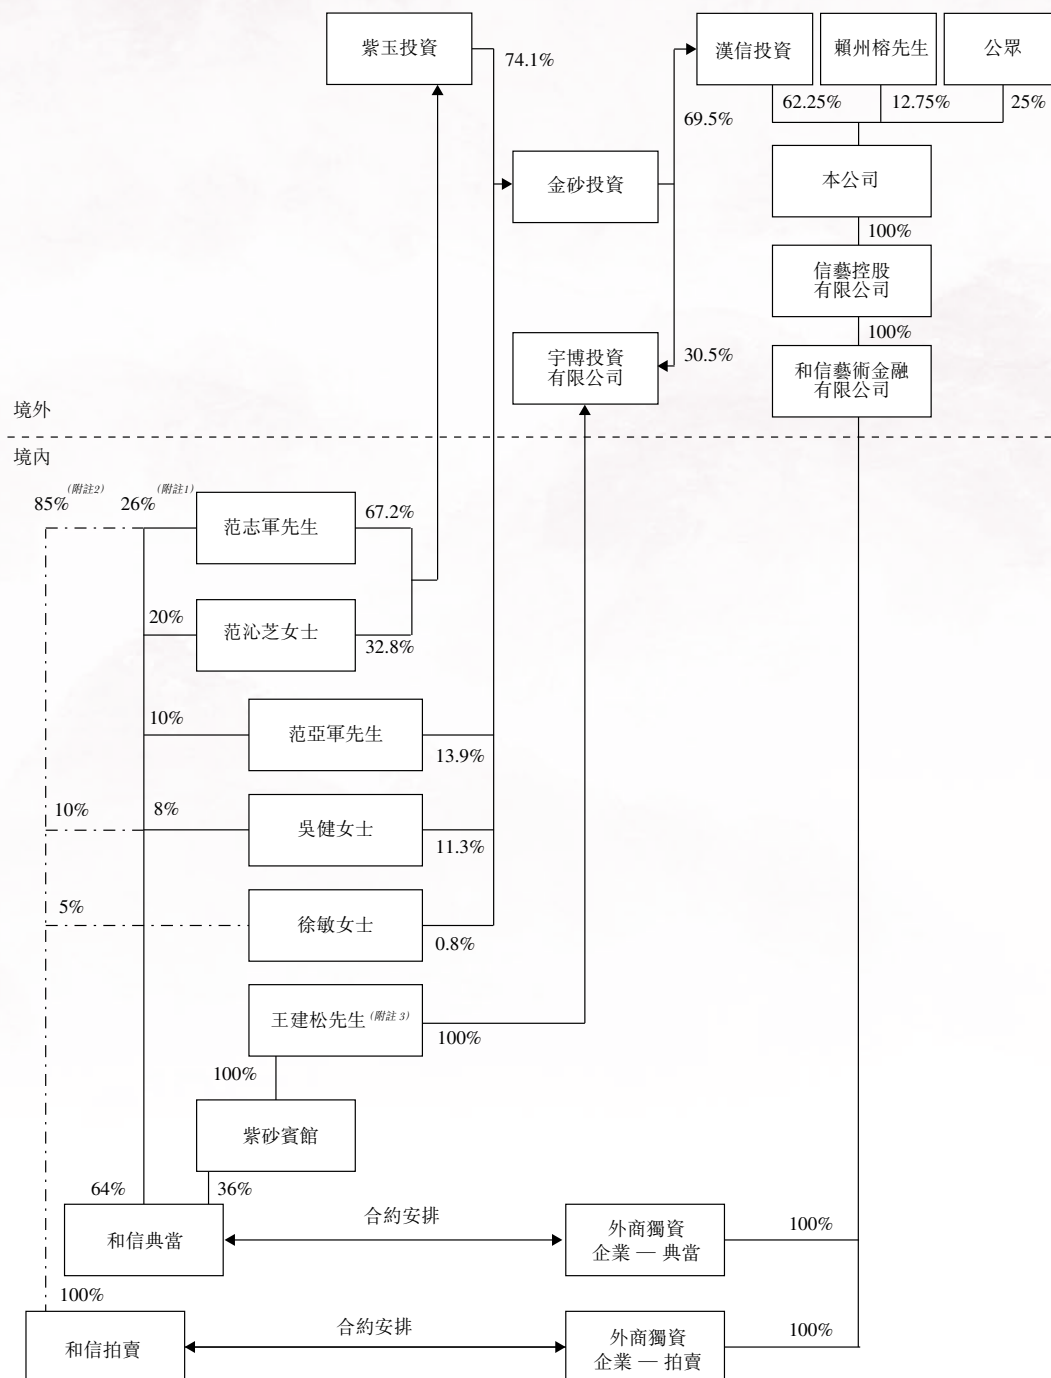 紫玉投資
74.1%
漢信投資
賴州榕先生
公眾
62.25%
12.75%
25%
69.5%
金砂投資
本公司
100%
信藝控股
有限公司
100%
宇博投資
有限公司
30.5%
和信藝術金融
有限公司
境外
境內
85%(附註2)
26%(附註1)
范志軍先生
67.2%
20%
范沁芝女士
32.8%
10%
范亞軍先生
13.9%
10%
8%
吳健女士
11.3%
5%
徐敏女士
0.8%
王建松先生(附註 3)
100%
100%
紫砂賓館
64%
36%
和信典當
合約安排
外商獨資
企業 — 典當
100%
100%
和信拍賣
合約安排
外商獨資
企業 — 拍賣
100%